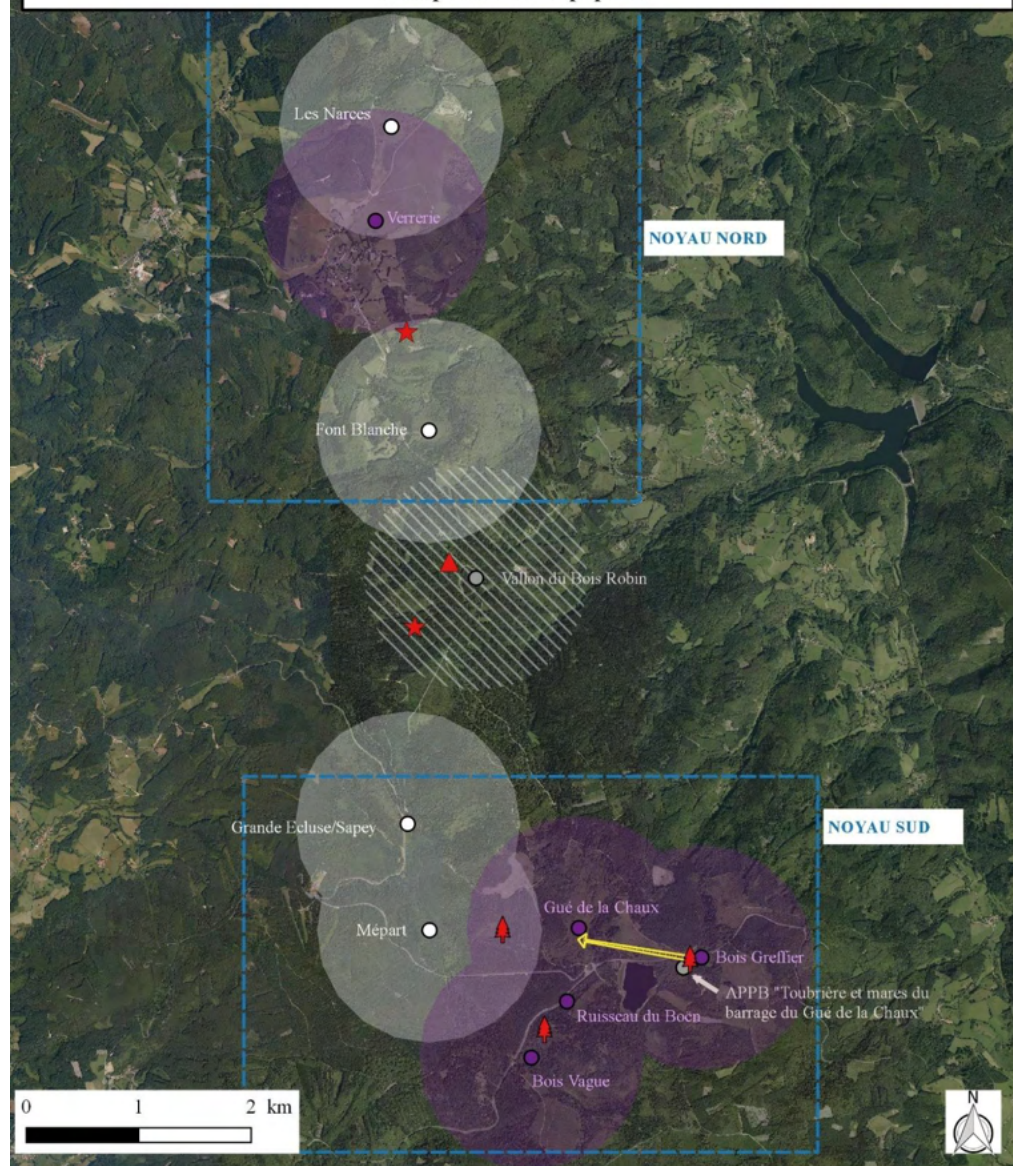 Les Narces
Verrerie
NOYAU NORD
Font Blanche
Vallon du Bois Robin
Grande Ecluse/Sapey
NOYAU SUD
Gué de la Chaux
Mépart
Bois Greffier
APPB "Toubrière et mares du
barrage du Gué de la Chaux"
Ruisseau du Boën
Bois Vague
0 1 2 km
N